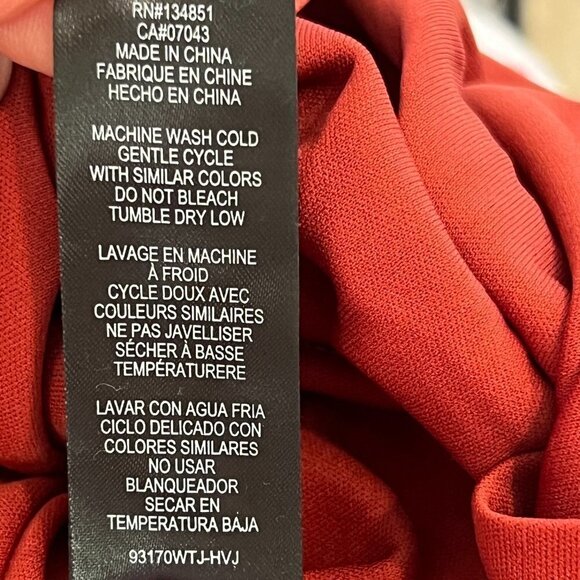 RN#134851
CA#07043
MADE IN CHINA
FABRIQUE EN CHINE
HECHO EN CHINA
MACHINE WASH COLD
GENTLE CYCLE
WITH SIMILAR COLORS
DO NOT BLEACH
TUMBLE DRY LOW
LAVAGE EN MACHINE
À FROID
CYCLE DOUX AVEC
COULEURS SIMILAIRES
NE PAS JAVELLISER
SÉCHER À BASSE
TEMPÉRATURERE
LAVAR CON AGUA FRIA
CICLO DELICADO CON
COLORES SIMILARES
NO USAR
BLANQUEADOR
SECAR EN
TEMPERATURA BAJA
93170WTJ-HVJ